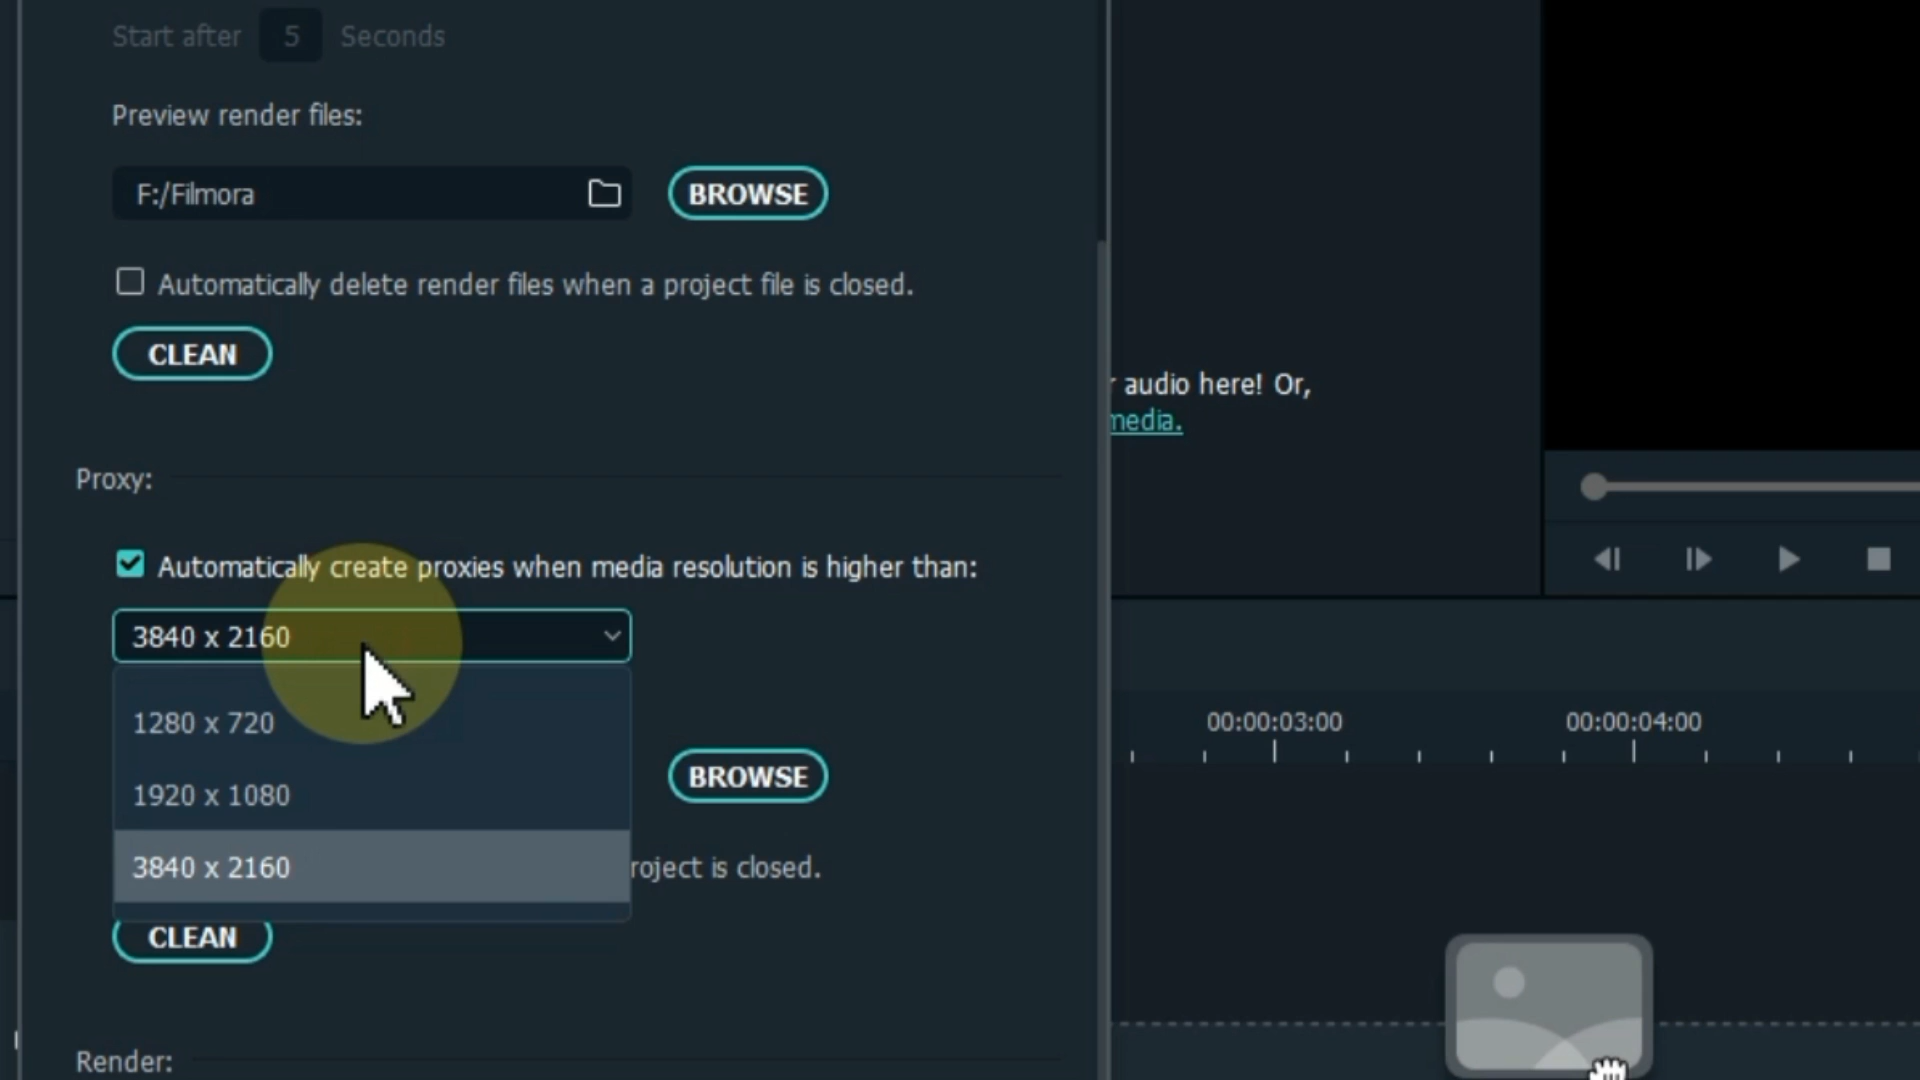 Start after 5 Seconds
Preview render files:
F:/Filmora BROWSE
Automatically delete render files when a project file is closed.
CLEAN
audio here! Or,
media.
Proxy:
Automatically create proxies when media resolution is higher than:
3840 x 2160
1280 x 720
00:00:03:00 00:00:04:00
BROWSE
1920 x 1080
3840 x 2160
roject is closed.
CLEAN
Render: